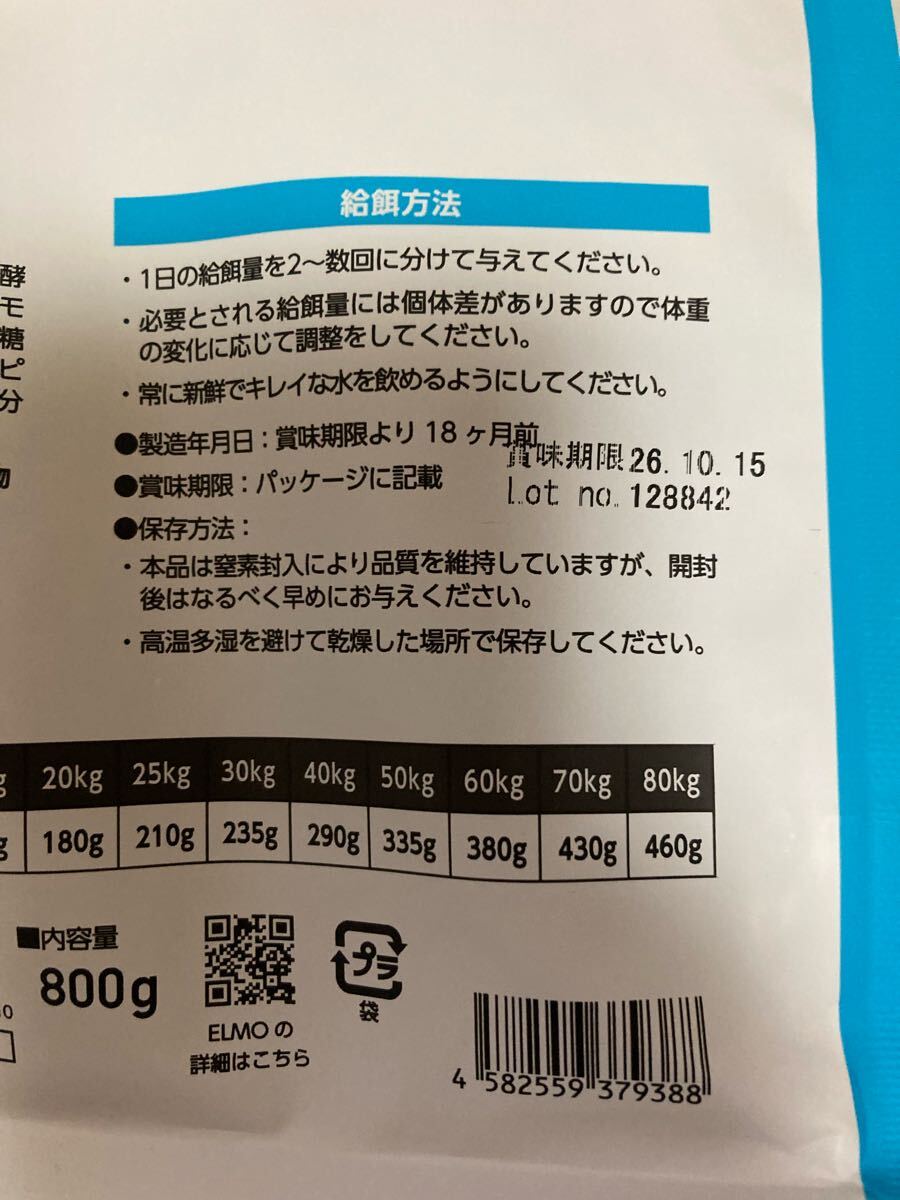 給餌方法
・1日の給餌量を2〜数回に分けて与えてください。
・必要とされる給餌量には個体差がありますので体重
の変化に応じて調整をしてください。
・常に新鮮でキレイな水を飲めるようにしてください。
●製造年月日：賞味期限より 18 ヶ月前
●賞味期限：パッケージに記載
賞味期限 26. 10. 15
Lot no. 128842
●保存方法：
・本品は窒素封入により品質を維持していますが、開封
後はなるべく早めにお与えください。
・高温多湿を避けて乾燥した場所で保存してください。
酵
モ
糖
ピ
分
物
g 20kg 25kg 30kg 40kg 50kg 60kg 70kg 80kg
g 180g 210g 235g 290g 335g 380g 430g 460g
■内容量
800g
ELMO の
詳細はこちら
プラ
袋
4 582559 379388